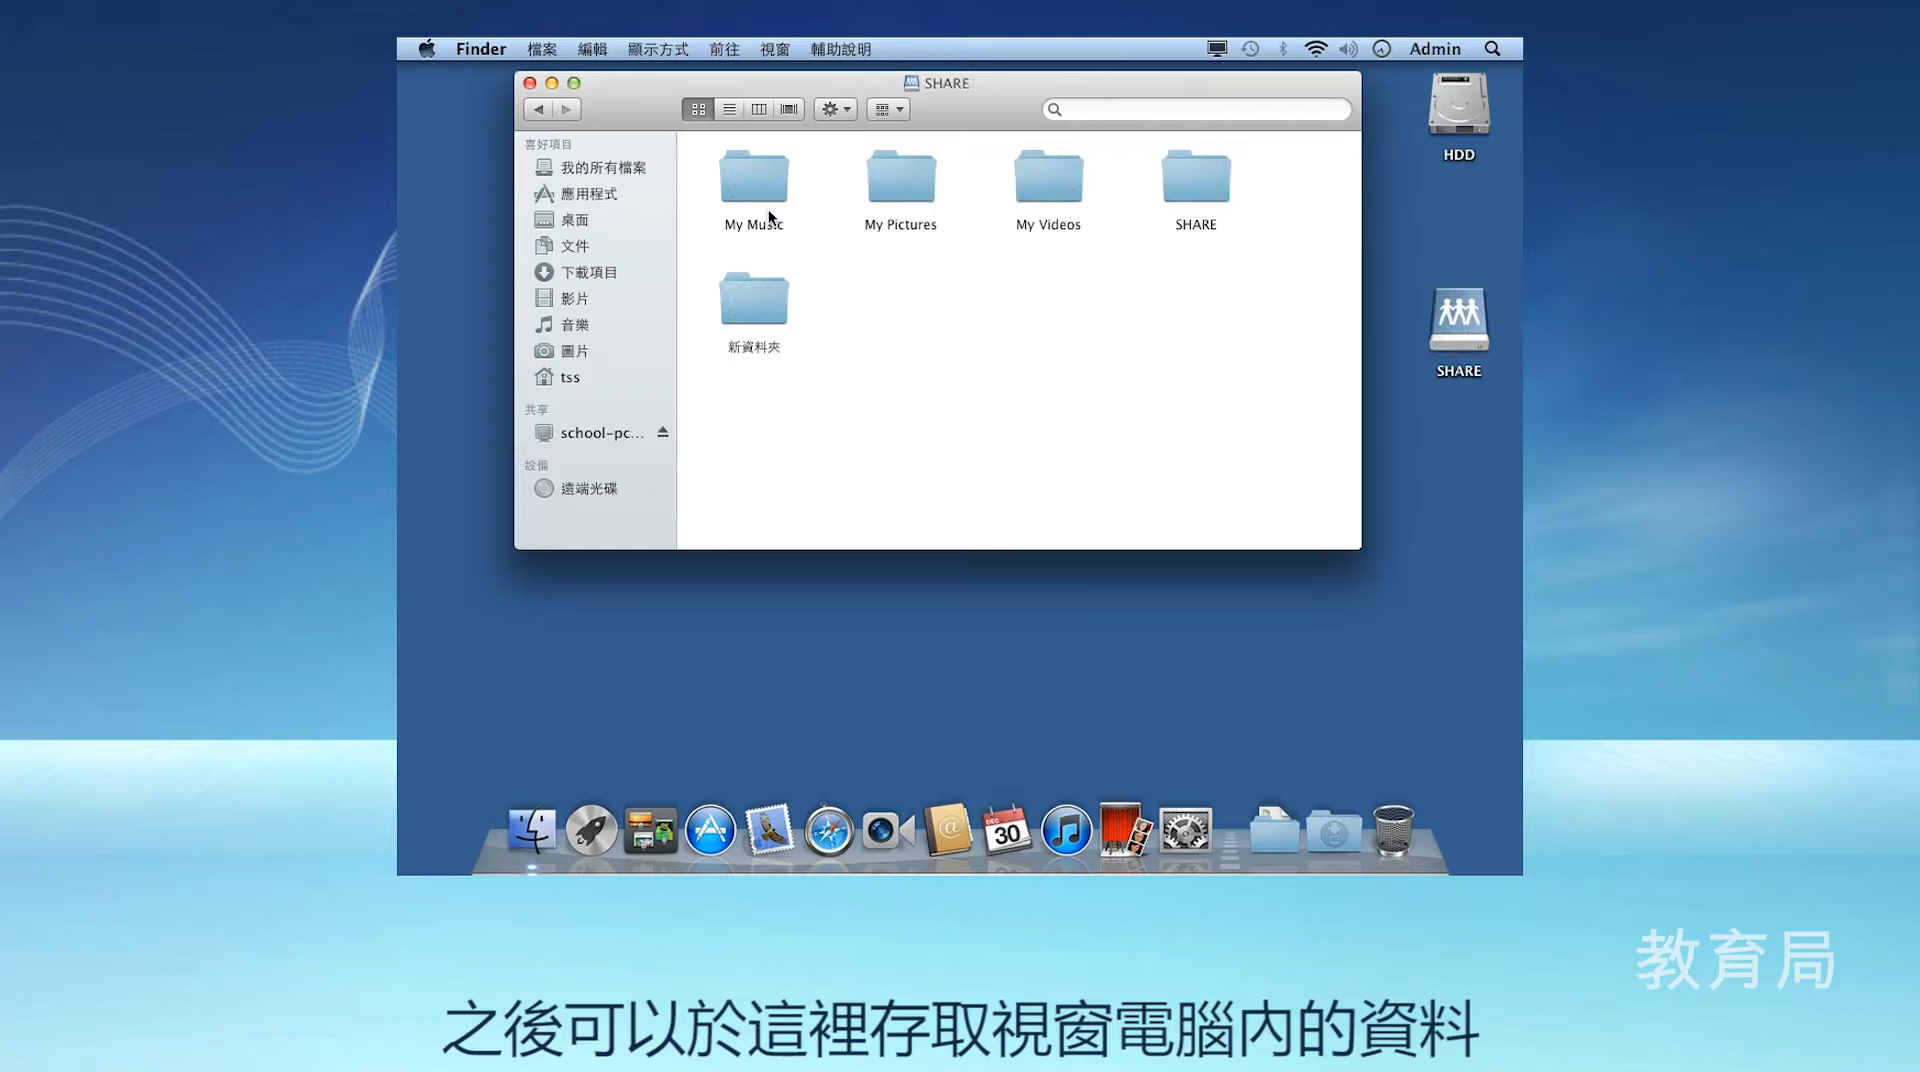 Finder 檔案 編輯 顯示方式 前往 視窗 輔助說明 Admin
SHARE
喜好項目
我的所有檔案
應用程式
桌面
文件
下載項目
影片
音樂
圖片
tss
共享
school-pc...
設備
遠端光碟
My Music My Pictures My Videos SHARE
新資料夾
HDD
SHARE
DEC
30
教育局
之後可以於這裡存取視窗電腦內的資料